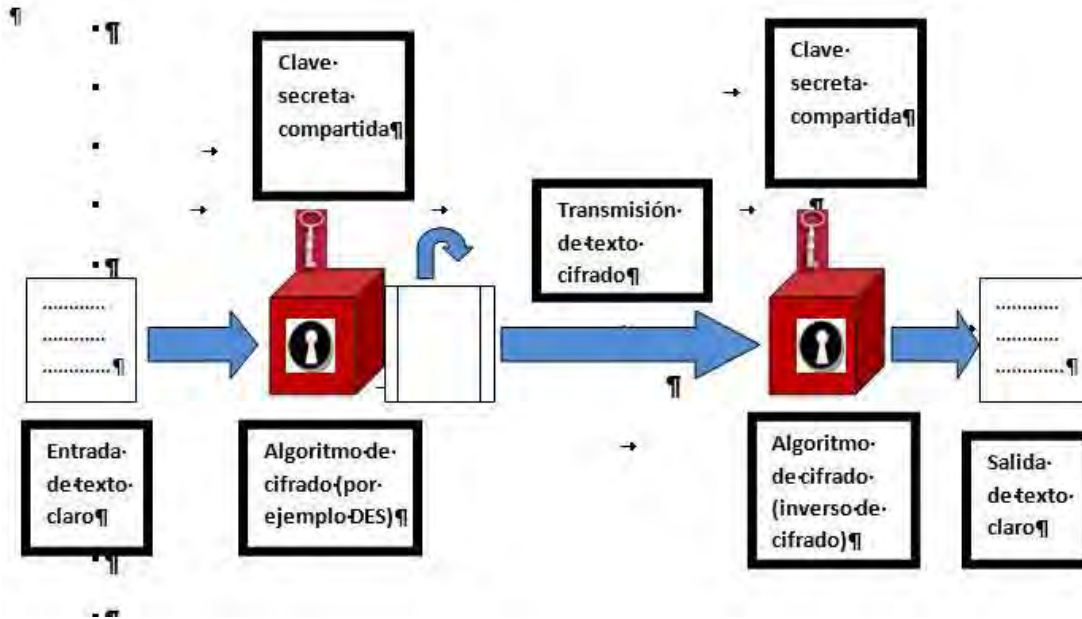 Clave
secreta
compartida¶
Clave
secreta
compartida¶
Transmisión
de texto
cifrado¶
Entrada
de texto
claro¶
Algoritmo de
cifrado (por
ejemplo DES)¶
Algoritmo
de cifrado
(inverso de
cifrado)¶
Salida
de texto
claro¶